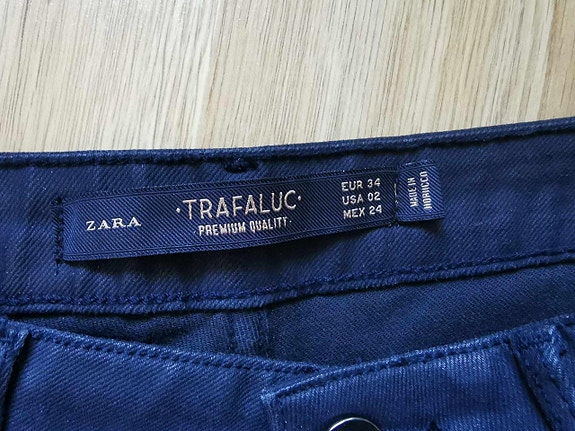 ZARA
·TRAFALUC·
PREMIUM QUALITY·
EUR 34
USA 02
MEX 24
MADE IN
MOROCCO